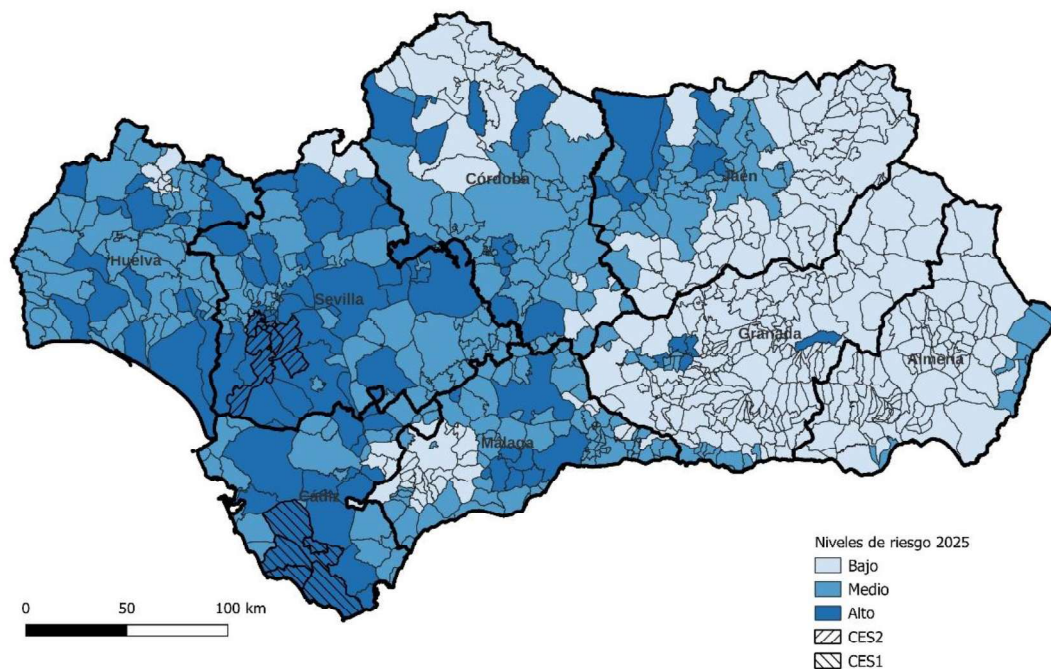 Córdoba
Jaén
Huelva
Sevilla
Granada
Almería
Málaga
Cádiz
Niveles de riesgo 2025
Bajo
Medio
Alto
CES2
CES1
0 50 100 km